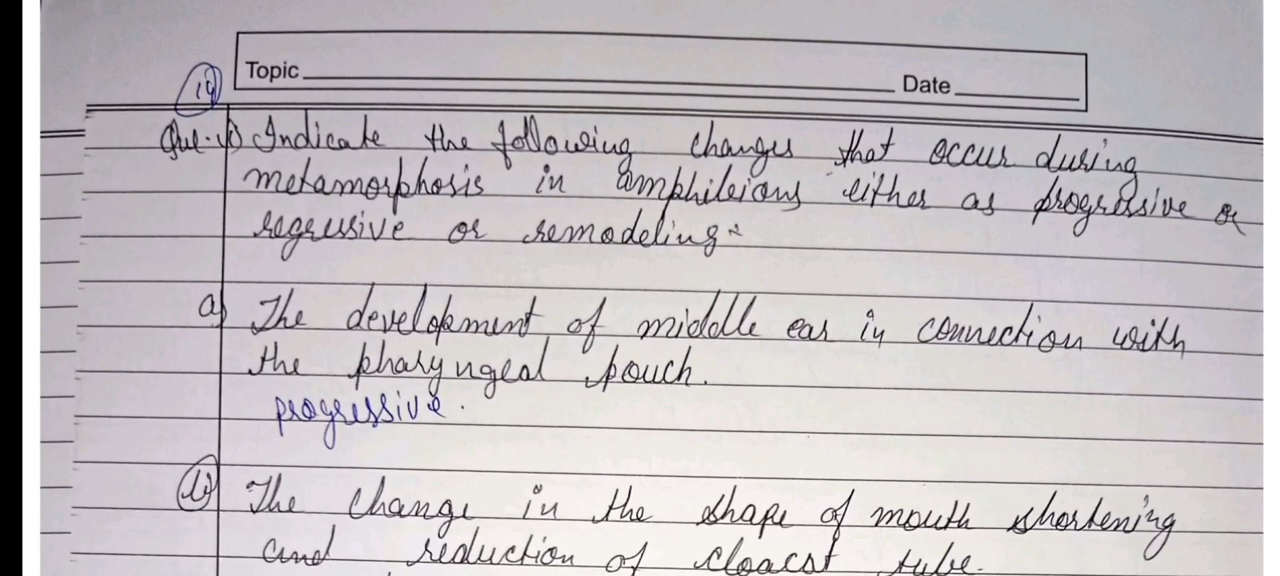 Topic Date
19
Que. v) Indicate the following changes that occur during
metamorphosis in amphibians either as progressive or
regressive or remodeling:
a) The development of middle ear in connection with
the pharyngeal pouch.
progressive.
b) The change in the shape of mouth shortening
and reduction of cloacal tube.